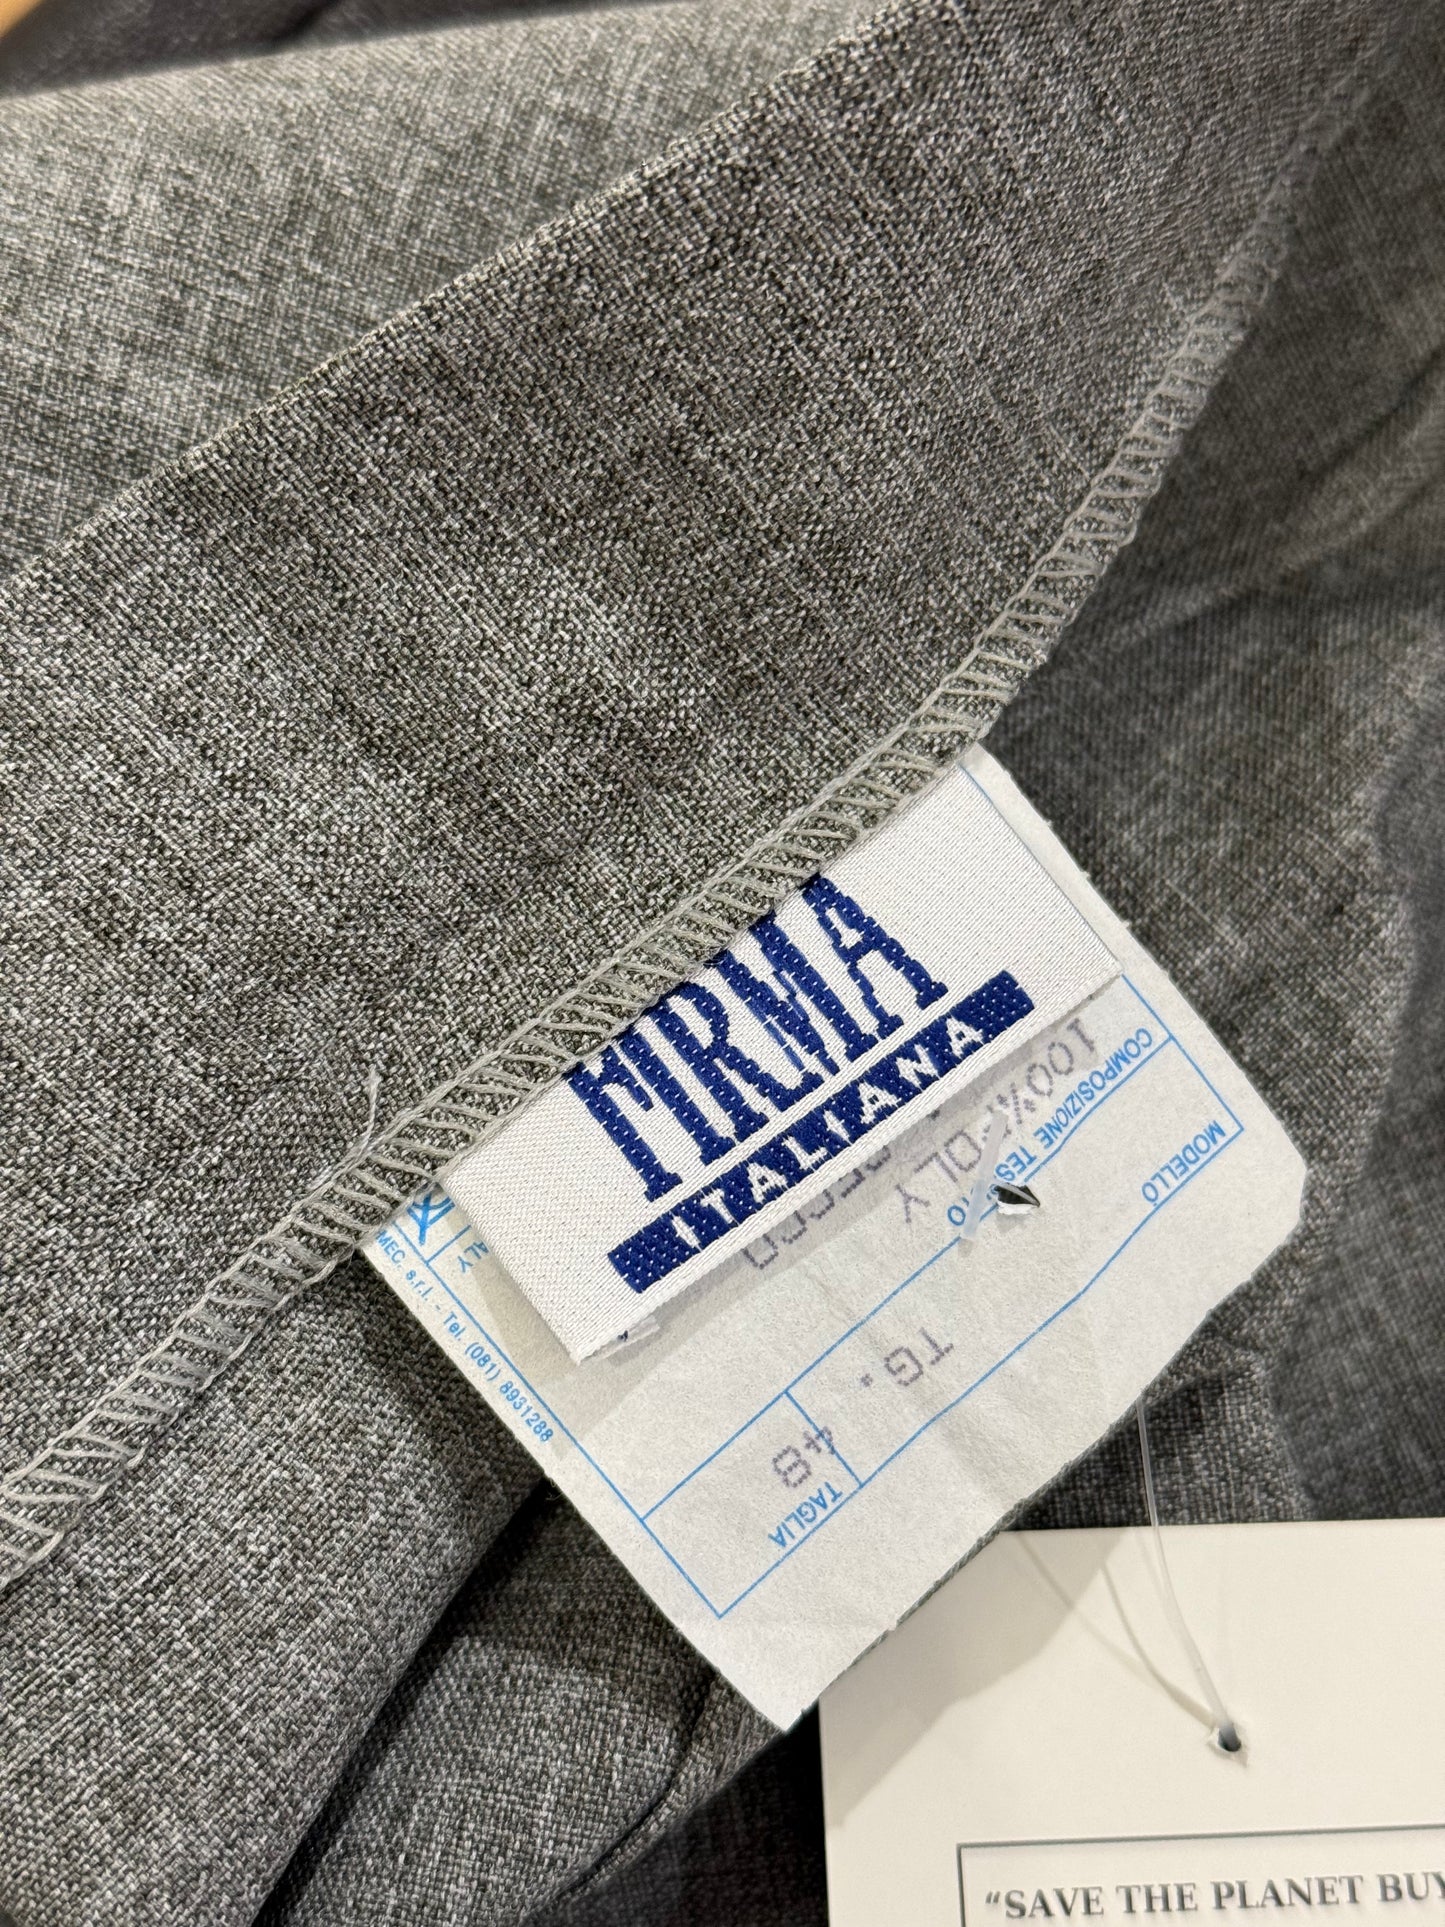 FIRMA
ITALIANA
MODELLO
COMPOSIZIONE TESSUTO
100%POLY
TG.
48
TAGLIA
MEC. s.r.l. - Tel. (081) 8931288
"SAVE THE PLANET BUY